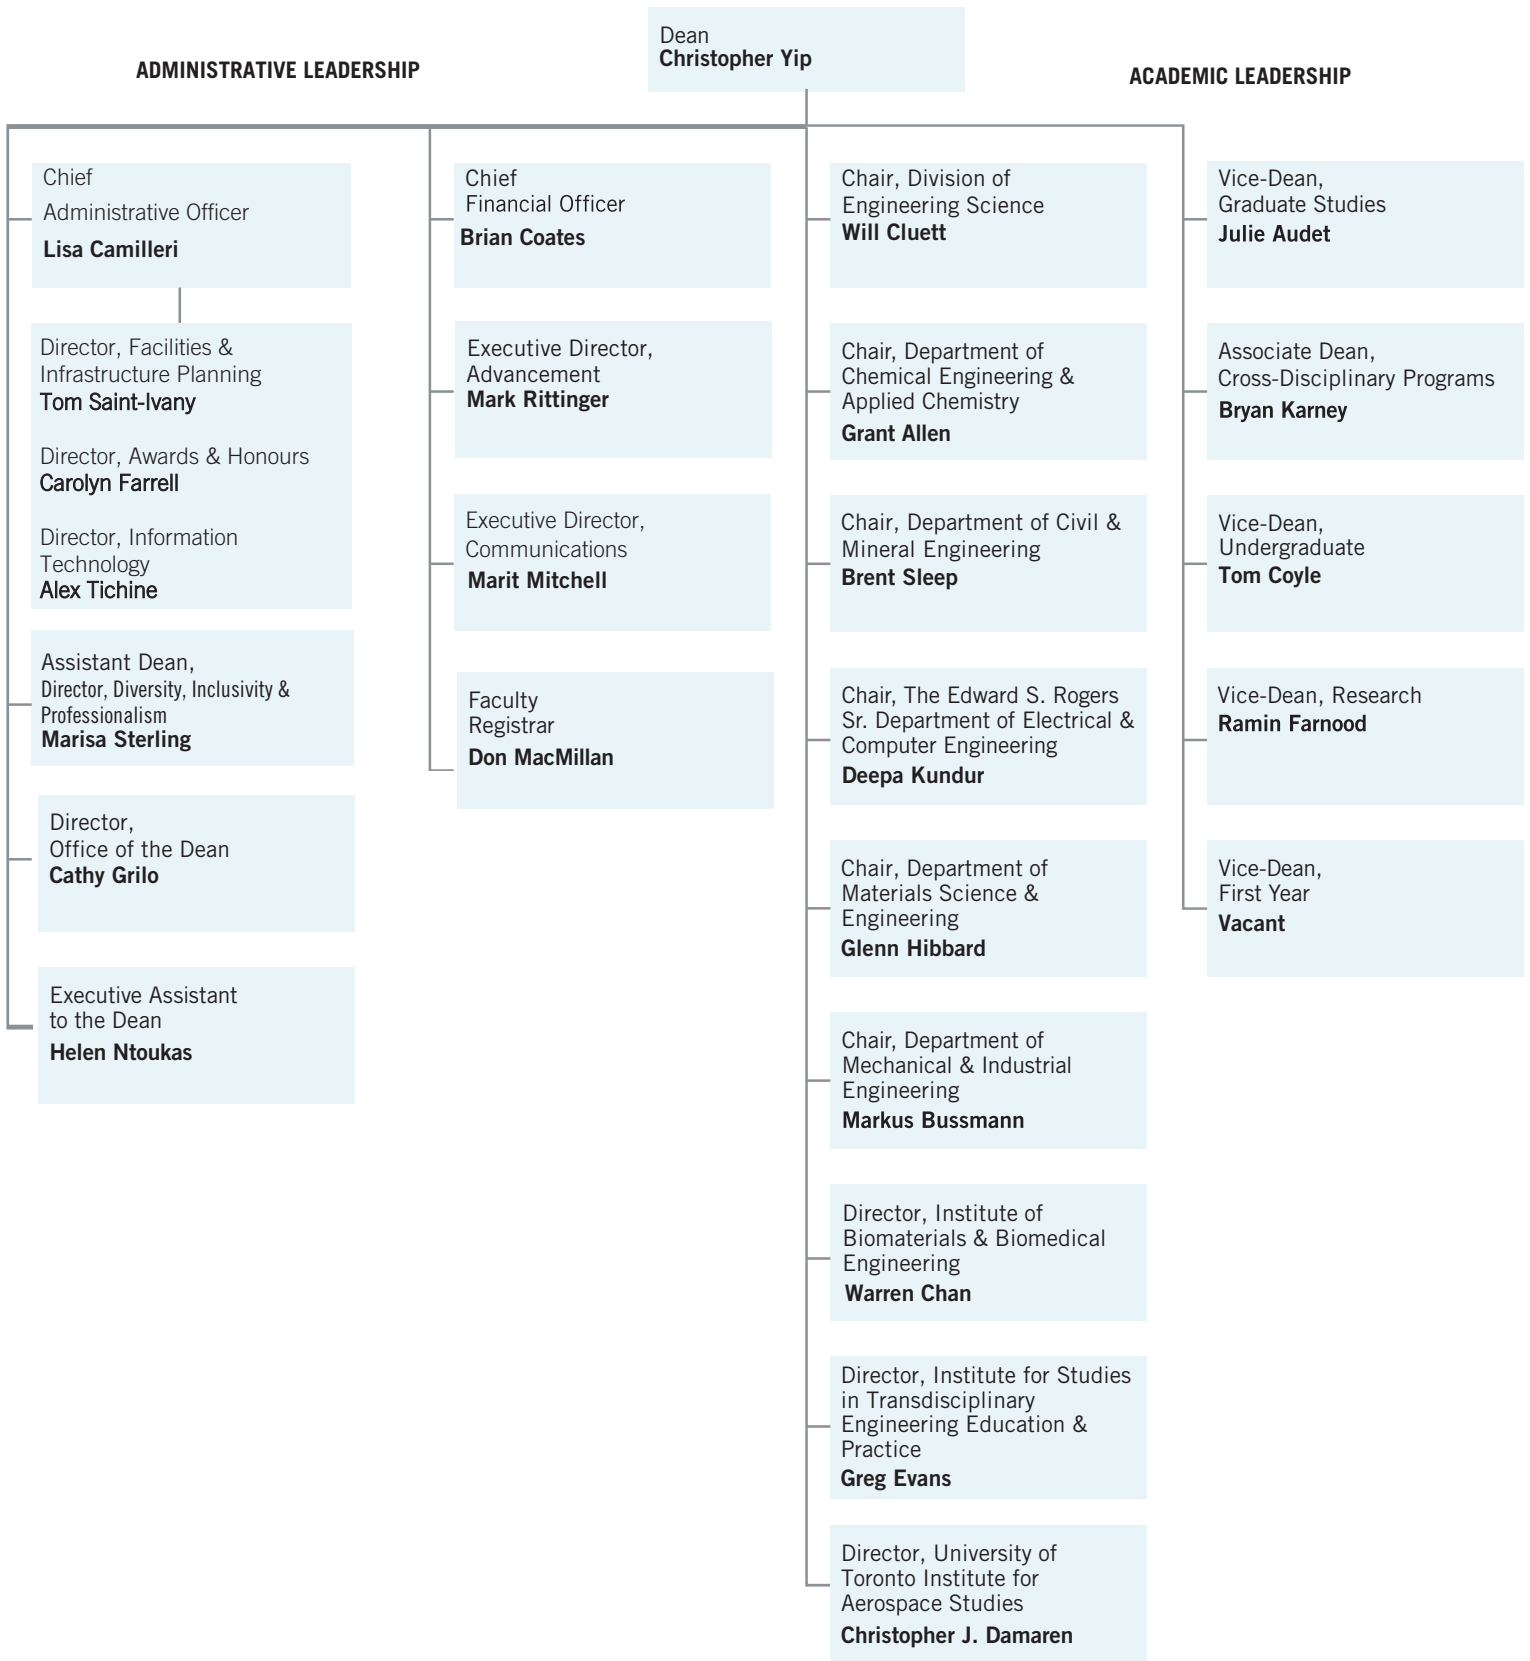 Dean
Christopher Yip
ADMINISTRATIVE LEADERSHIP
ACADEMIC LEADERSHIP
Chief
Administrative Officer
Lisa Camilleri
Director, Facilities &
Infrastructure Planning
Tom Saint-Ivany
Director, Awards & Honours
Carolyn Farrell
Director, Information
Technology
Alex Tichine
Assistant Dean,
Director, Diversity, Inclusivity &
Professionalism
Marisa Sterling
Director,
Office of the Dean
Cathy Grilo
Executive Assistant
to the Dean
Helen Ntoukas
Chief
Financial Officer
Brian Coates
Executive Director,
Advancement
Mark Rittinger
Executive Director,
Communications
Marit Mitchell
Faculty
Registrar
Don MacMillan
Chair, Division of
Engineering Science
Will Cluett
Chair, Department of
Chemical Engineering &
Applied Chemistry
Grant Allen
Chair, Department of Civil &
Mineral Engineering
Brent Sleep
Chair, The Edward S. Rogers
Sr. Department of Electrical &
Computer Engineering
Deepa Kundur
Chair, Department of
Materials Science &
Engineering
Glenn Hibbard
Chair, Department of
Mechanical & Industrial
Engineering
Markus Bussmann
Director, Institute of
Biomaterials & Biomedical
Engineering
Warren Chan
Director, Institute for Studies
in Transdisciplinary
Engineering Education &
Practice
Greg Evans
Director, University of
Toronto Institute for
Aerospace Studies
Christopher J. Damaren
Vice-Dean,
Graduate Studies
Julie Audet
Associate Dean,
Cross-Disciplinary Programs
Bryan Karney
Vice-Dean,
Undergraduate
Tom Coyle
Vice-Dean, Research
Ramin Farnood
Vice-Dean,
First Year
Vacant